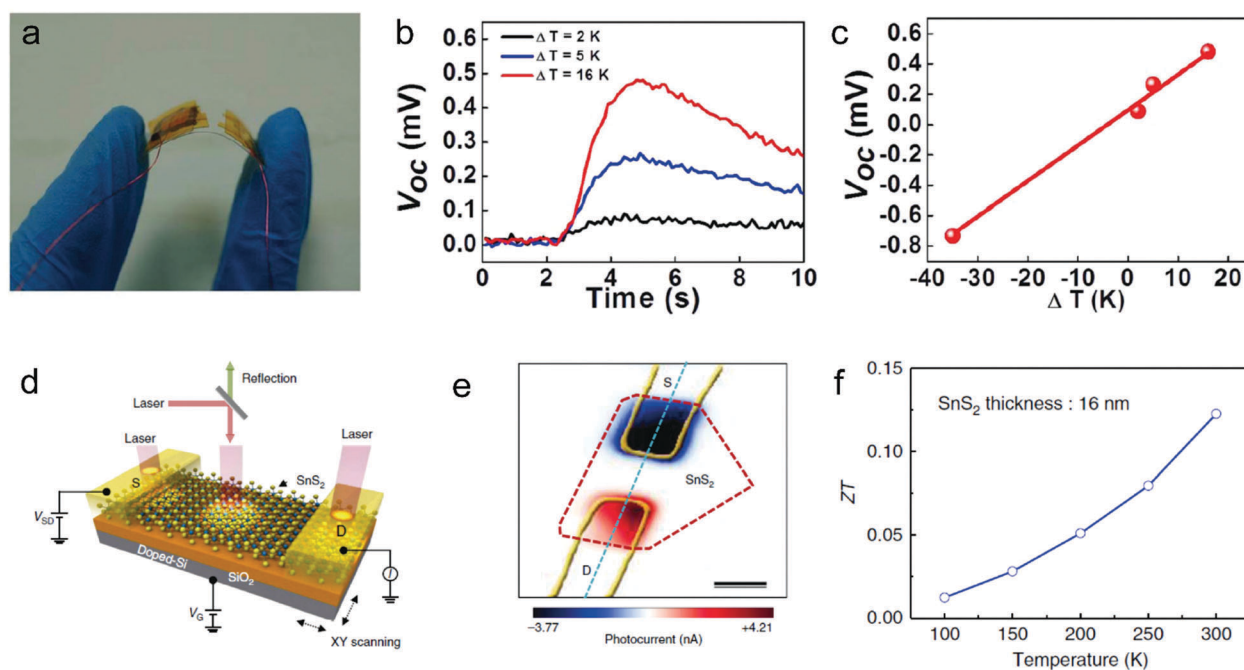 a
b
0.6
0.5
0.4
0.3
0.2
0.1
0.0
V_OC (mV)
Δ T = 2 K
Δ T = 5 K
Δ T = 16 K
0 2 4 6 8 10
Time (s)
c
0.6
0.4
0.2
0.0
-0.2
-0.4
-0.6
-0.8
V_OC (mV)
-40 -30 -20 -10 0 10 20
Δ T (K)
d
Reflection
Laser
Laser
Laser
SnS₂
S
D
V_SD
Doped-Si
SiO₂
I
V_G
XY scanning
e
S
SnS₂
D
−3.77
+4.21
Photocurrent (nA)
f
0.15
0.10
0.05
0.00
ZT
SnS₂ thickness : 16 nm
100 150 200 250 300
Temperature (K)